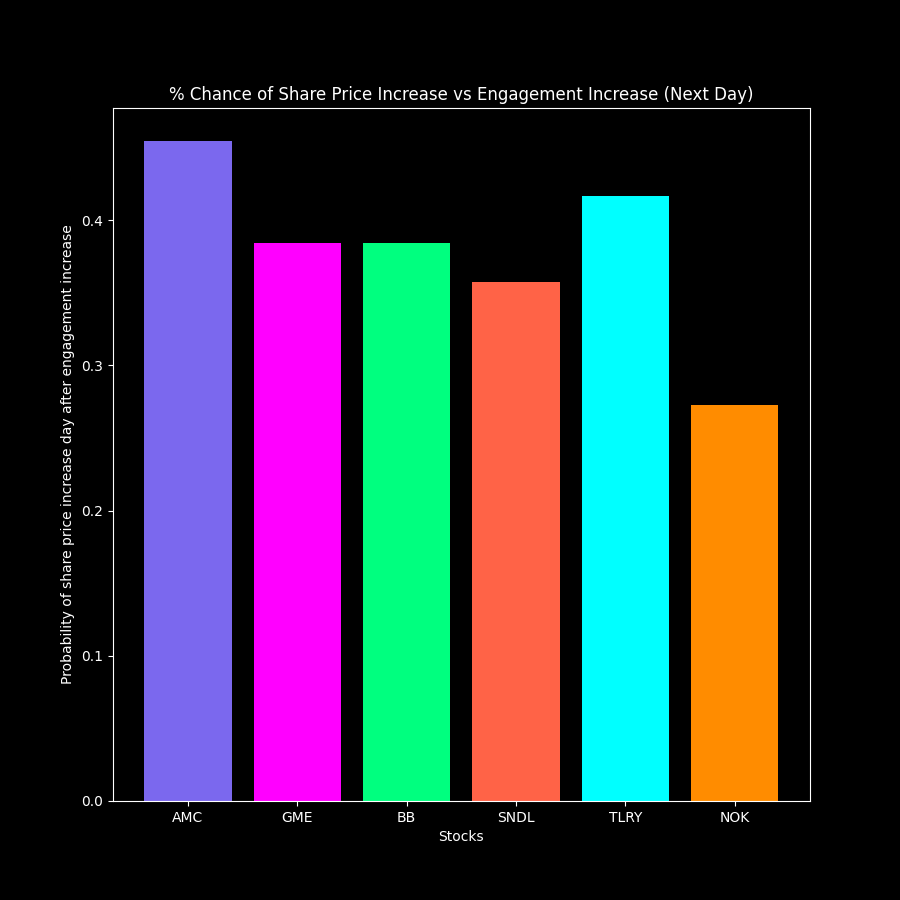 % Chance of Share Price Increase vs Engagement Increase (Next Day)
Probability of share price increase day after engagement increase
0.4
0.3
0.2
0.1
0.0
AMC GME BB SNDL TLRY NOK
Stocks